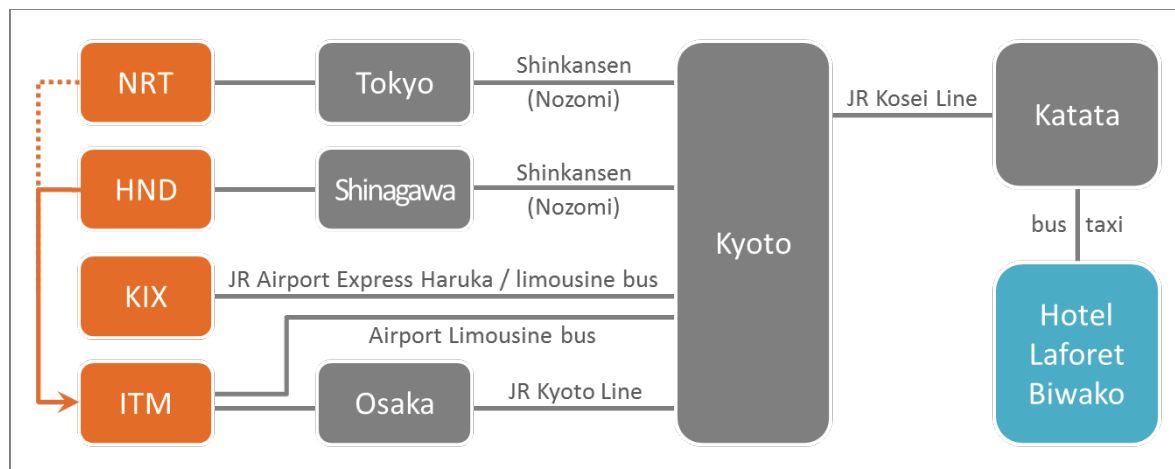 NRT
Tokyo
Shinkansen
(Nozomi)
HND
Shinagawa
Shinkansen
(Nozomi)
KIX
JR Airport Express Haruka / limousine bus
Airport Limousine bus
ITM
Osaka
JR Kyoto Line
Kyoto
JR Kosei Line
Katata
bus taxi
Hotel
Laforet
Biwako